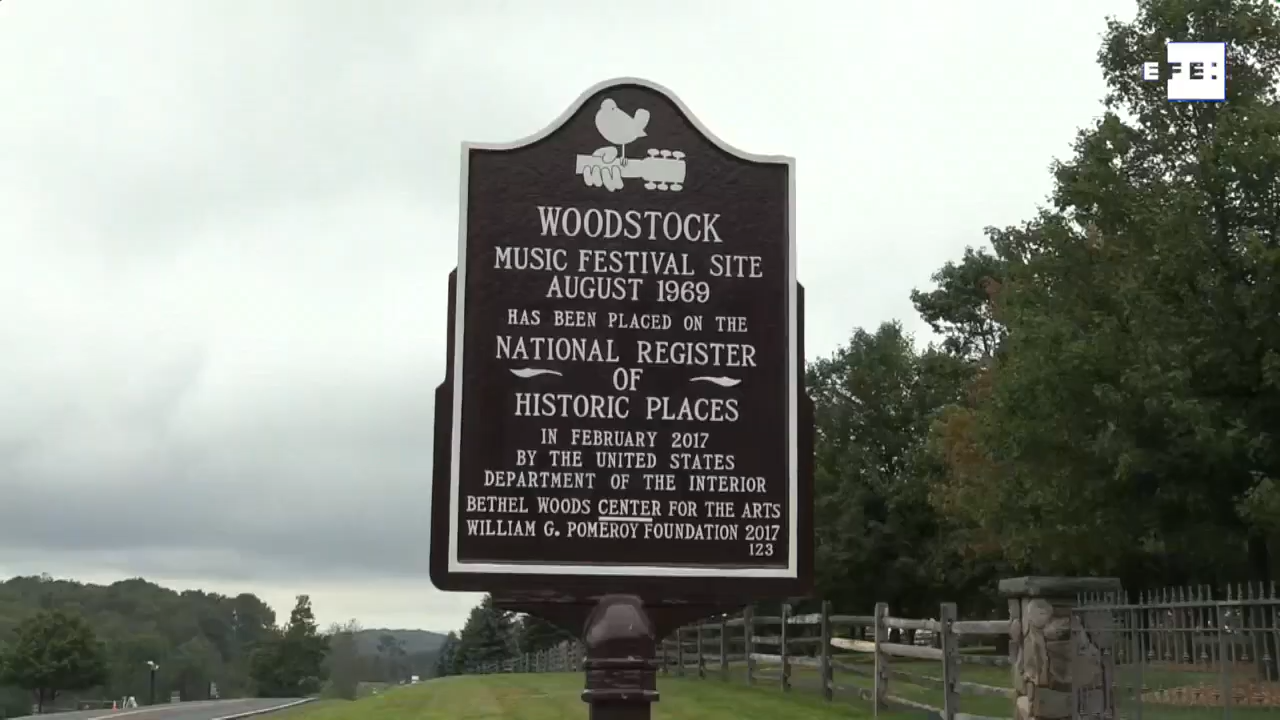 EFE:
WOODSTOCK
MUSIC FESTIVAL SITE
AUGUST 1969
HAS BEEN PLACED ON THE
NATIONAL REGISTER
OF
HISTORIC PLACES
IN FEBRUARY 2017
BY THE UNITED STATES
DEPARTMENT OF THE INTERIOR
BETHEL WOODS CENTER FOR THE ARTS
WILLIAM G. POMEROY FOUNDATION 2017
123